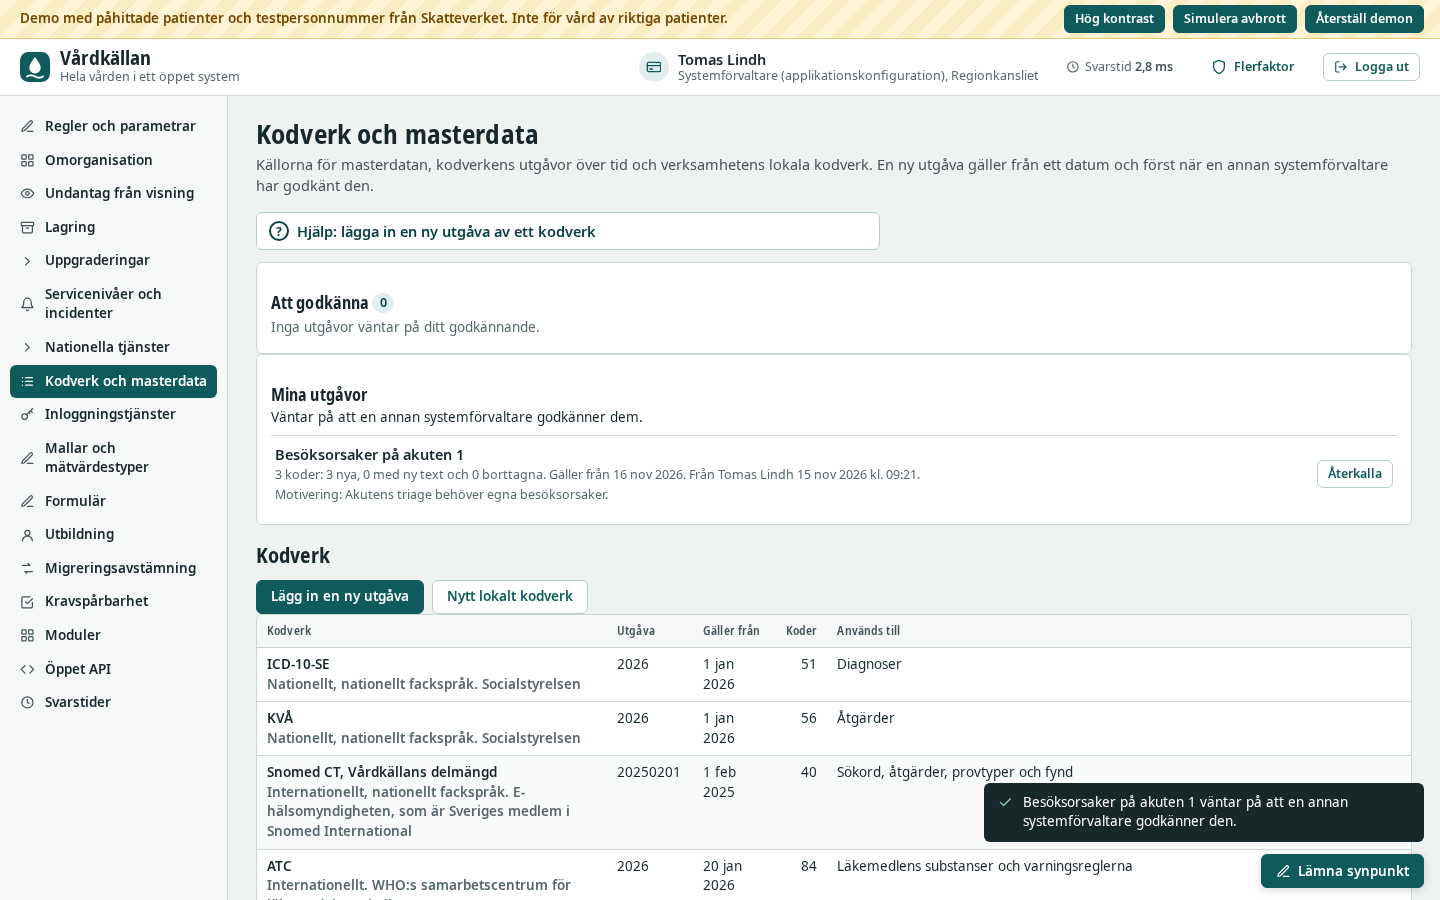 Demo med påhittade patienter och testpersonnummer från Skatteverket. Inte för vård av riktiga patienter.
Hög kontrast
Simulera avbrott
Återställ demon
Vårdkällan
Hela vården i ett öppet system
Tomas Lindh
Systemförvaltare (applikationskonfiguration), Regionkansliet
Svarstid 2,8 ms
Flerfaktor
Logga ut
Regler och parametrar
Omorganisation
Undantag från visning
Lagring
Uppgraderingar
Servicenivåer och
incidenter
Nationella tjänster
Kodverk och masterdata
Inloggningstjänster
Mallar och
mätvärdestyper
Formulär
Utbildning
Migreringsavstämning
Kravspårbarhet
Moduler
Öppet API
Svarstider
Kodverk och masterdata
Källorna för masterdatan, kodverkens utgåvor över tid och verksamhetens lokala kodverk. En ny utgåva gäller från ett datum och först när en annan systemförvaltare
har godkänt den.
? Hjälp: lägga in en ny utgåva av ett kodverk
Att godkänna 0
Inga utgåvor väntar på ditt godkännande.
Mina utgåvor
Väntar på att en annan systemförvaltare godkänner dem.
Besöksorsaker på akuten 1
3 koder: 3 nya, 0 med ny text och 0 borttagna. Gäller från 16 nov 2026. Från Tomas Lindh 15 nov 2026 kl. 09:21.
Motivering: Akutens triage behöver egna besöksorsaker.
Återkalla
Kodverk
Lägg in en ny utgåva
Nytt lokalt kodverk
Kodverk Utgåva Gäller från Koder Används till
ICD-10-SE 2026 1 jan 51 Diagnoser
Nationellt, nationellt fackspråk. Socialstyrelsen 2026
KVÅ 2026 1 jan 56 Åtgärder
Nationellt, nationellt fackspråk. Socialstyrelsen 2026
Snomed CT, Vårdkällans delmängd 20250201 1 feb 40 Sökord, åtgärder, provtyper och fynd
Internationellt, nationellt fackspråk. E- 2025
hälsomyndigheten, som är Sveriges medlem i
Snomed International
ATC 2026 20 jan 84 Läkemedlens substanser och varningsreglerna
Internationellt. WHO:s samarbetscentrum för 2026
Besöksorsaker på akuten 1 väntar på att en annan
systemförvaltare godkänner den.
Lämna synpunkt